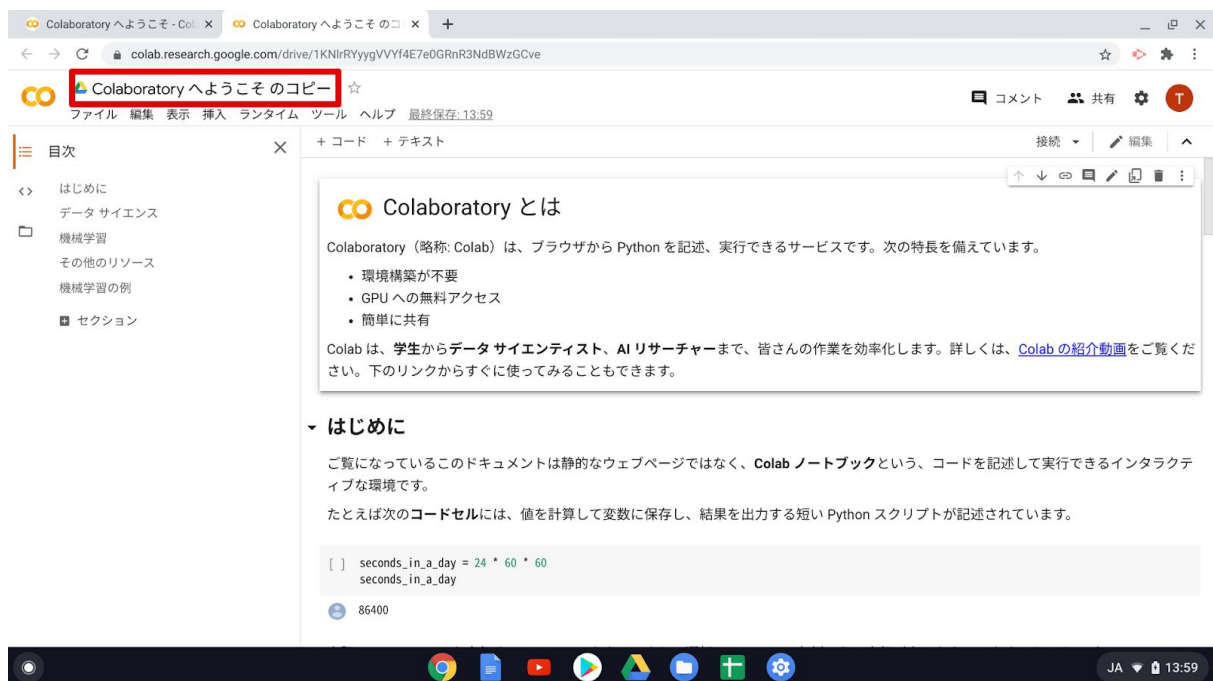 Colaboratory へようこそ - Col
Colaboratory へようこそ のコ
colab.research.google.com/drive/1KNlrRYyygVVYf4E7e0GRnR3NdBWzGCve
Colaboratory へようこそ のコピー
コメント 共有 T
ファイル 編集 表示 挿入 ランタイム ツール ヘルプ 最終保存: 13:59
目次
+ コード + テキスト
接続 編集
はじめに
データ サイエンス
機械学習
その他のリソース
機械学習の例
セクション
Colaboratory とは
Colaboratory（略称: Colab）は、ブラウザから Python を記述、実行できるサービスです。次の特長を備えています。
• 環境構築が不要
• GPU への無料アクセス
• 簡単に共有
Colab は、学生からデータ サイエンティスト、AI リサーチャーまで、皆さんの作業を効率化します。詳しくは、Colab の紹介動画をご覧くだ
さい。下のリンクからすぐに使ってみることもできます。
はじめに
ご覧になっているこのドキュメントは静的なウェブページではなく、Colab ノートブックという、コードを記述して実行できるインタラクテ
ィブな環境です。
たとえば次のコードセルには、値を計算して変数に保存し、結果を出力する短い Python スクリプトが記述されています。
[ ] seconds_in_a_day = 24 * 60 * 60
seconds_in_a_day
86400
JA 13:59